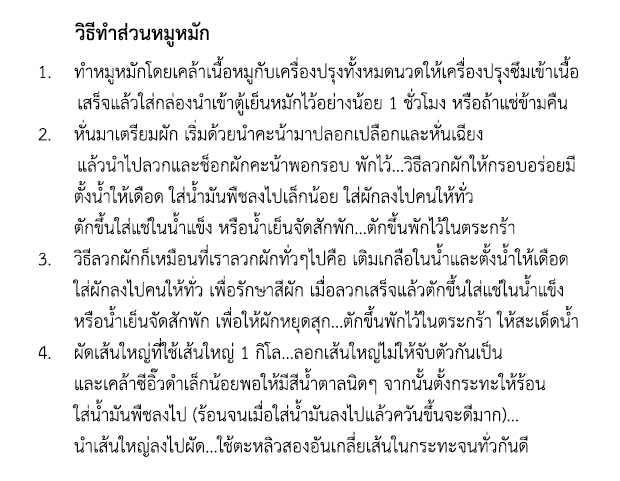 วิธีทำส่วนหมูหมัก
1. ทำหมูหมักโดยเคล้าเนื้อหมูกับเครื่องปรุงทั้งหมดนวดให้เครื่องปรุงซึมเข้าเนื้อ
เสร็จแล้วใส่กล่องนำเข้าตู้เย็นหมักไว้อย่างน้อย 1 ชั่วโมง หรือถ้าแช่ข้ามคืน
2. หั่นมาเตรียมผัก เริ่มด้วยนำคะน้ามาปลอกเปลือกและหั่นเฉียง
แล้วนำไปลวกและช็อกผักคะน้าพอกรอบ พักไว้...วิธีลวกผักให้กรอบอร่อยมี
ตั้งน้ำให้เดือด ใส่น้ำมันพืชลงไปเล็กน้อย ใส่ผักลงไปคนให้ทั่ว
ตักขึ้นใส่แช่ในน้ำแข็ง หรือน้ำเย็นจัดสักพัก...ตักขึ้นพักไว้ในตระกร้า
3. วิธีลวกผักก็เหมือนที่เราลวกผักทั่วๆไปคือ เติมเกลือในน้ำและตั้งน้ำให้เดือด
ใส่ผักลงไปคนให้ทั่ว เพื่อรักษาสีผัก เมื่อลวกเสร็จแล้วตักขึ้นใส่แช่ในน้ำแข็ง
หรือน้ำเย็นจัดสักพัก เพื่อให้ผักหยุดสุก...ตักขึ้นพักไว้ในตระกร้า ให้สะเด็ดน้ำ
4. ผัดเส้นใหญ่ที่ใช้เส้นใหญ่ 1 กิโล...ลอกเส้นใหญ่ไม่ให้จับตัวกันเป็น
และเคล้าซีอิ๊วดำเล็กน้อยพอให้มีสีน้ำตาลนิดๆ จากนั้นตั้งกระทะให้ร้อน
ใส่น้ำมันพืชลงไป (ร้อนจนเมื่อใส่น้ำมันลงไปแล้วควันขึ้นจะดีมาก)...
นำเส้นใหญ่ลงไปผัด...ใช้ตะหลิวสองอันเกลี่ยเส้นในกระทะจนทั่วกันดี